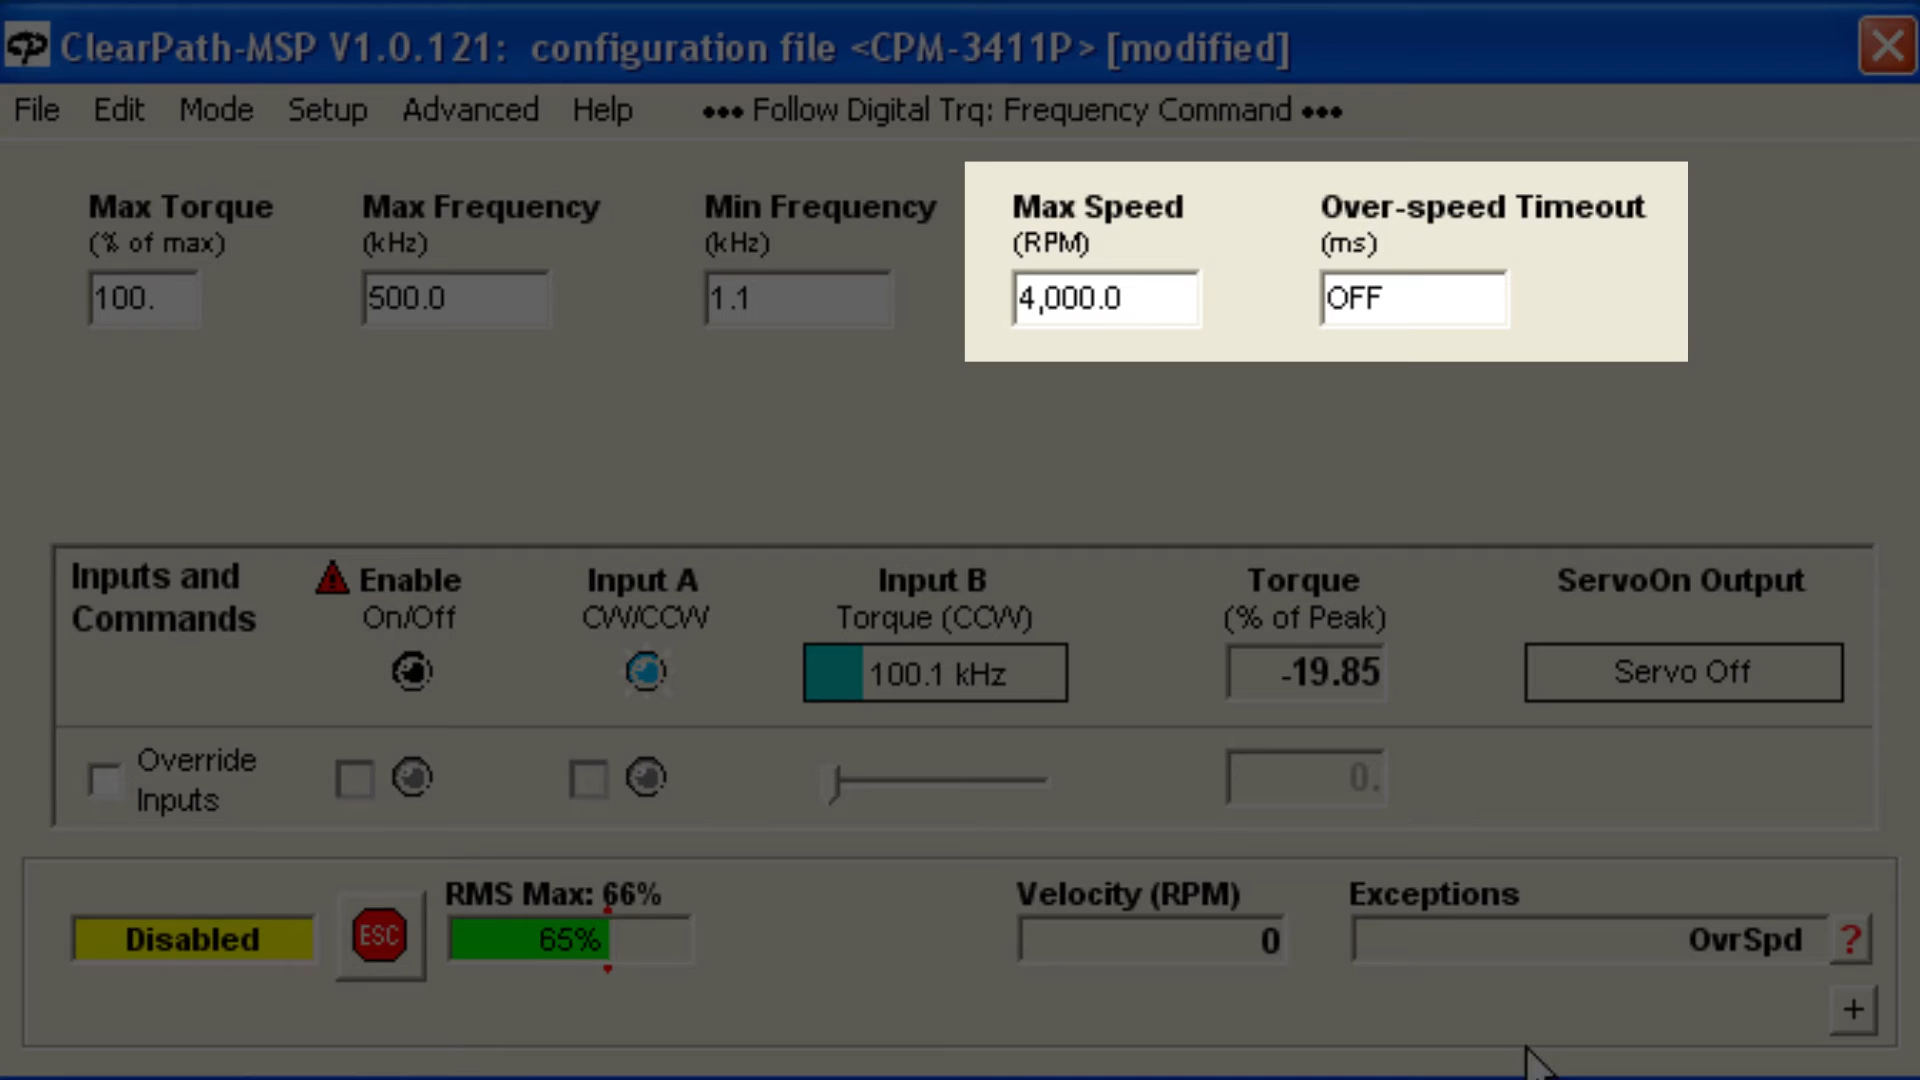 ClearPath-MSP V1.0.121: configuration file <CPM-3411P> [modified]
File Edit Mode Setup Advanced Help ••• Follow Digital Trq: Frequency Command •••
Max Torque Max Frequency Min Frequency Max Speed Over-speed Timeout
(% of max) (kHz) (kHz) (RPM) (ms)
100. 500.0 1.1 4,000.0 OFF
Inputs and Commands
Enable Input A Input B Torque ServoOn Output
On/Off CW/CCW Torque (CCW) (% of Peak)
100.1 kHz -19.85 Servo Off
Override Inputs
0.
RMS Max: 66% Velocity (RPM) Exceptions
Disabled ESC 65% 0 OvrSpd ?
+